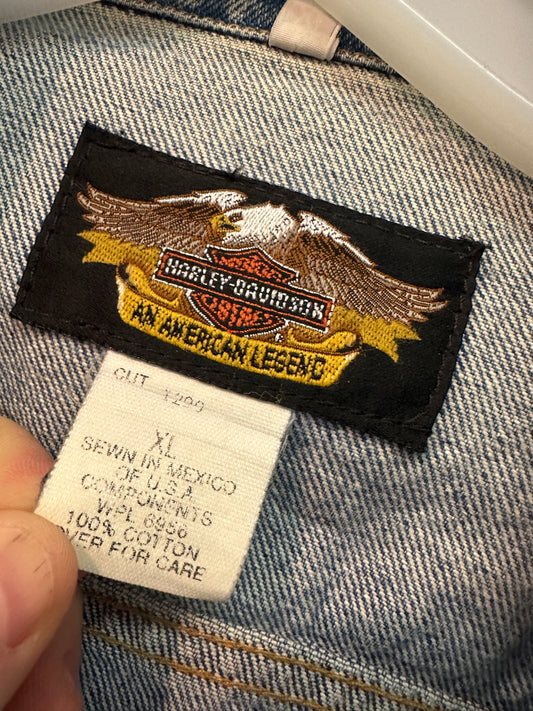 HARLEY-DAVIDSON
AN AMERICAN LEGEND
CUT 1299
XL
SEWN IN MEXICO
OF U.S.A
COMPONENTS
WPL 6956
100% COTTON
OVER FOR CARE